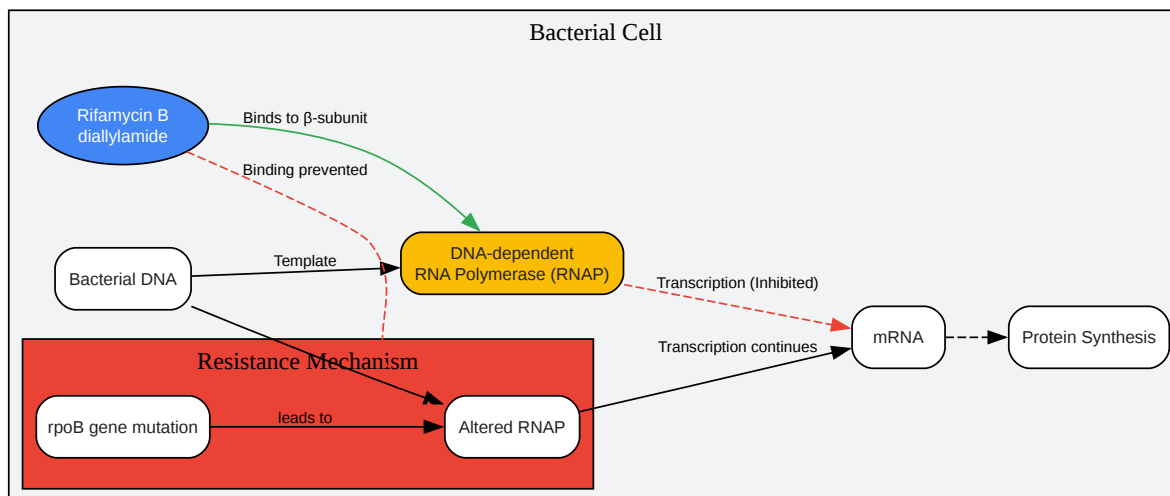 Bacterial Cell
Rifamycin B
diallylamide
Binds to β-subunit
Binding prevented
DNA-dependent
RNA Polymerase (RNAP)
Bacterial DNA
Template
Transcription (Inhibited)
mRNA
Protein Synthesis
Transcription continues
Resistance Mechanism
rpoB gene mutation
leads to
Altered RNAP